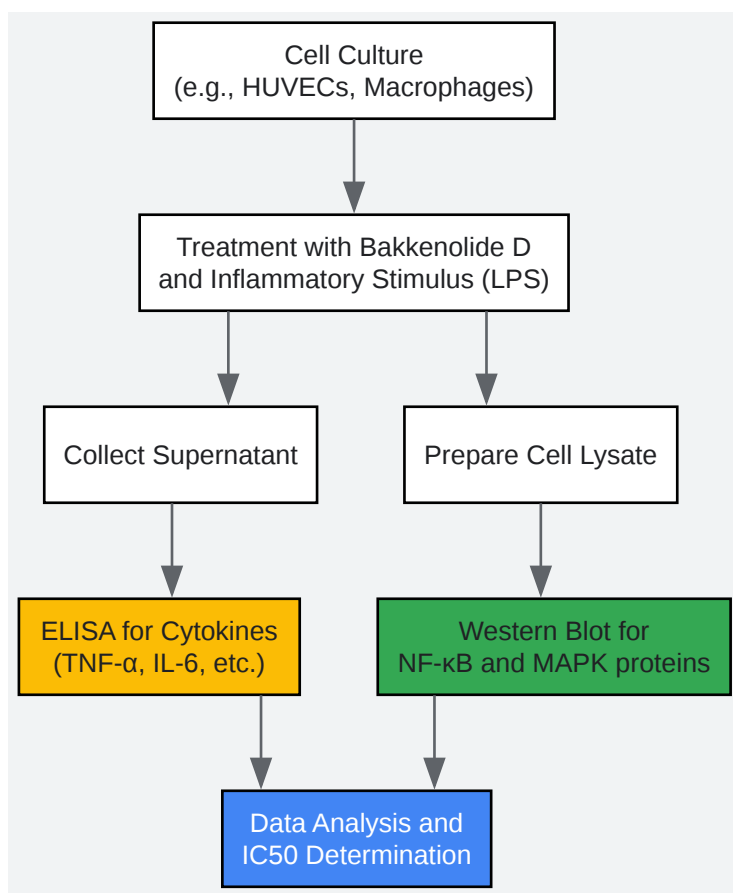 Cell Culture
(e.g., HUVECs, Macrophages)
Treatment with Bakkenolide D
and Inflammatory Stimulus (LPS)
Collect Supernatant
Prepare Cell Lysate
ELISA for Cytokines
(TNF-α, IL-6, etc.)
Western Blot for
NF-κB and MAPK proteins
Data Analysis and
IC50 Determination